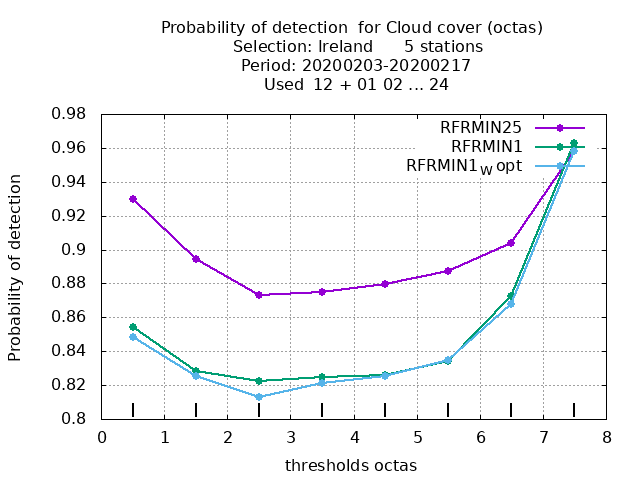 Probability of detection  for Cloud cover (octas)
Selection: Ireland      5 stations
Period: 20200203-20200217
Used  12 + 01 02 ... 24
RFRMIN25
RFRMIN1
RFRMIN1W opt
Probability of detection
0.98
0.96
0.94
0.92
0.9
0.88
0.86
0.84
0.82
0.8
0 1 2 3 4 5 6 7 8
thresholds octas